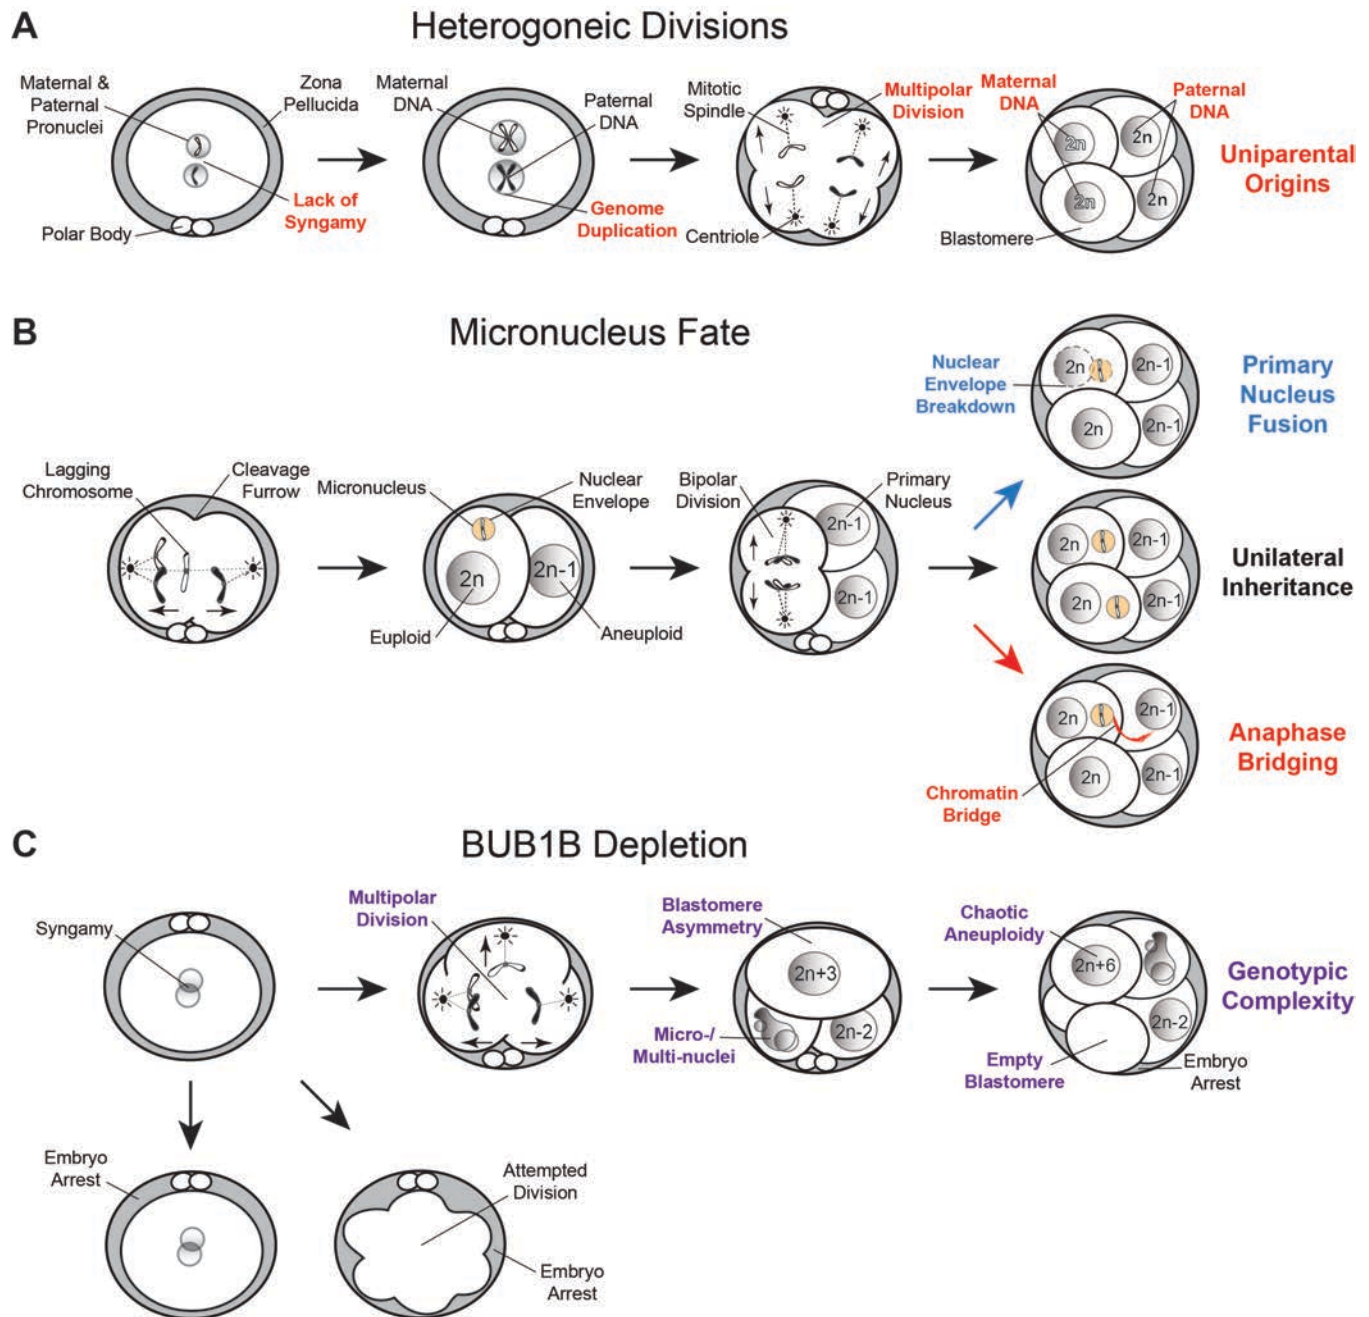 A
Heterogoneic Divisions
Maternal &
Paternal
Pronuclei
Zona
Pellucida
Lack of
Syngamy
Polar Body
Maternal
DNA
Paternal
DNA
Genome
Duplication
Mitotic
Spindle
Multipolar
Division
Centriole
Maternal
DNA
Paternal
DNA
2n
2n
2n
2n
Blastomere
Uniparental
Origins
B
Micronucleus Fate
Lagging
Chromosome
Cleavage
Furrow
Micronucleus
Nuclear
Envelope
2n
2n-1
Euploid
Aneuploid
Bipolar
Division
Primary
Nucleus
2n-1
2n-1
Nuclear
Envelope
Breakdown
2n
2n-1
2n
2n-1
Primary
Nucleus
Fusion
2n
2n-1
2n
2n-1
Unilateral
Inheritance
2n
2n-1
2n
2n-1
Chromatin
Bridge
Anaphase
Bridging
C
BUB1B Depletion
Syngamy
Multipolar
Division
Blastomere
Asymmetry
2n+3
2n-2
Micro-/
Multi-nuclei
Chaotic
Aneuploidy
2n+6
2n-2
Empty
Blastomere
Embryo
Arrest
Genotypic
Complexity
Embryo
Arrest
Attempted
Division
Embryo
Arrest